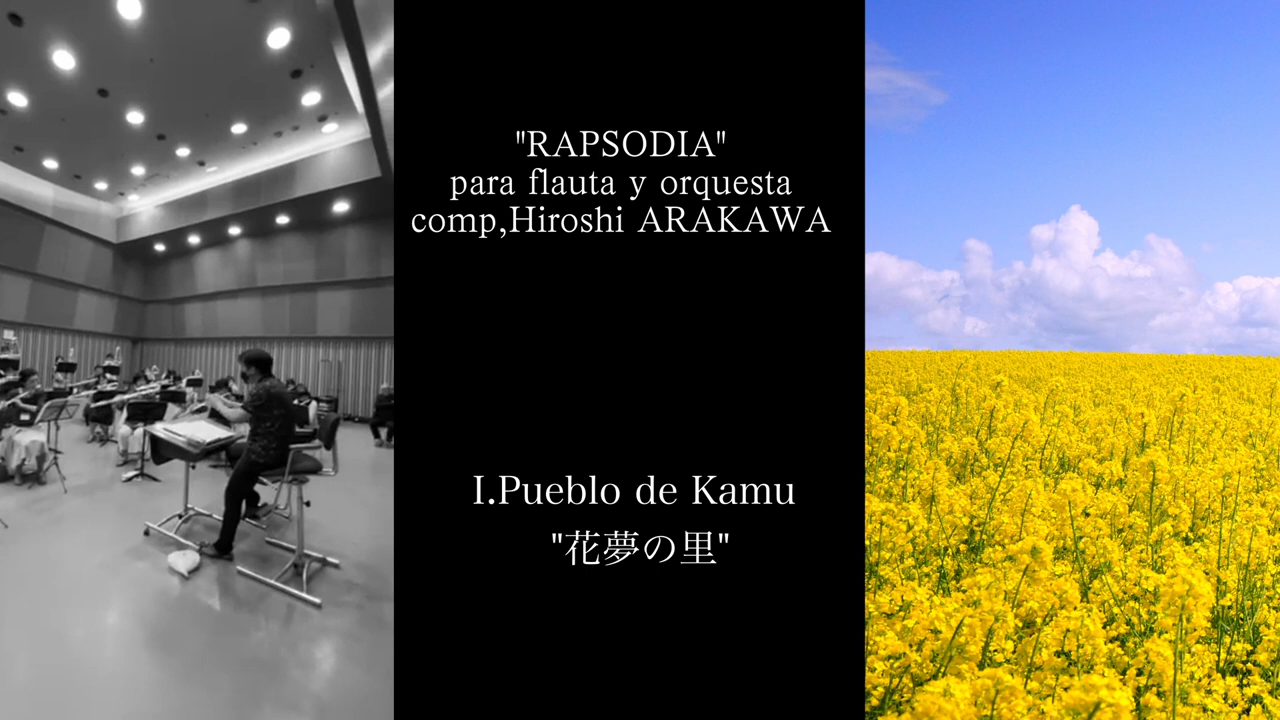 "RAPSODIA"
para flauta y orquesta
comp,Hiroshi ARAKAWA
I.Pueblo de Kamu
"花夢の里"